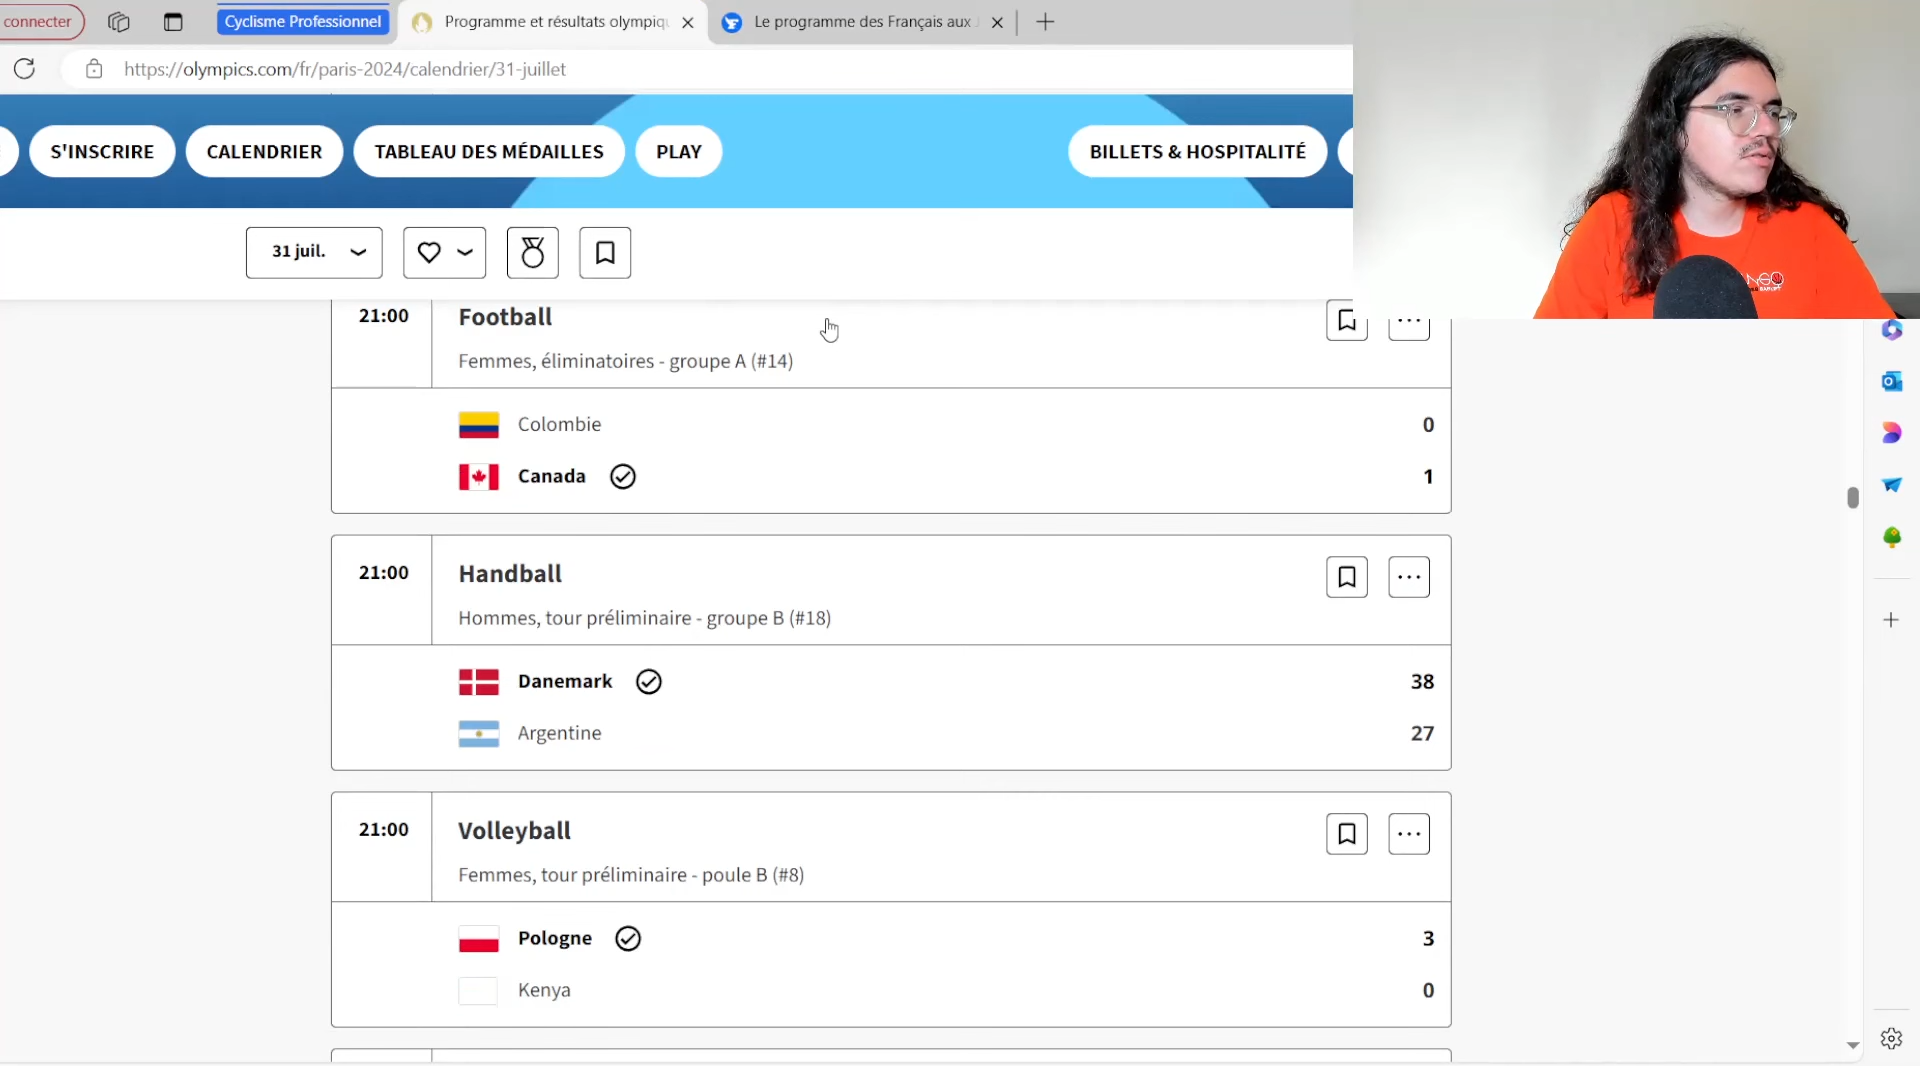 connecter
Cyclisme Professionnel
Programme et résultats olympiqu
Le programme des Français aux J
https://olympics.com/fr/paris-2024/calendrier/31-juillet
S'INSCRIRE
CALENDRIER
TABLEAU DES MÉDAILLES
PLAY
BILLETS & HOSPITALITÉ
31 juil.
21:00
Football
Femmes, éliminatoires - groupe A (#14)
Colombie
0
Canada
1
21:00
Handball
Hommes, tour préliminaire - groupe B (#18)
Danemark
38
Argentine
27
21:00
Volleyball
Femmes, tour préliminaire - poule B (#8)
Pologne
3
Kenya
0